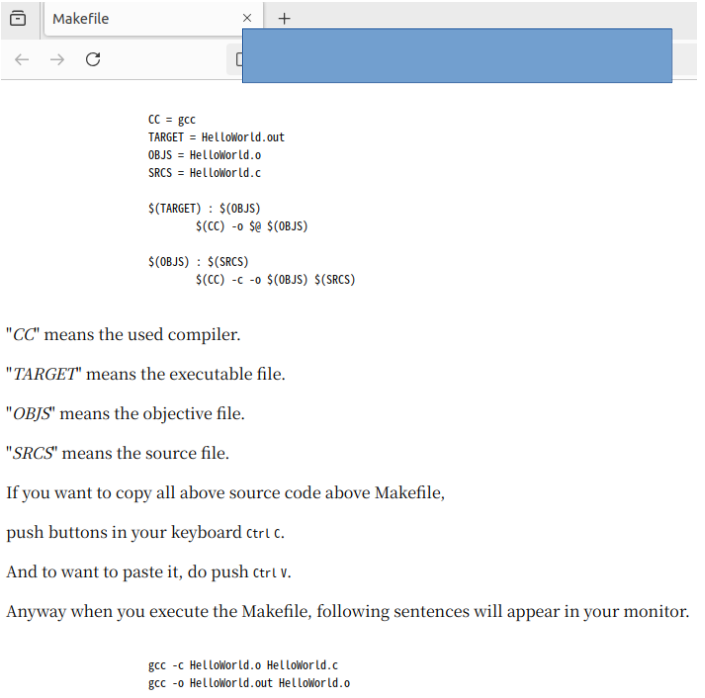 Makefile
CC = gcc
TARGET = HelloWorld.out
OBJS = HelloWorld.o
SRCS = HelloWorld.c
$(TARGET) : $(OBJS)
$(CC) -o $@ $(OBJS)
$(OBJS) : $(SRCS)
$(CC) -c -o $(OBJS) $(SRCS)
"CC" means the used compiler.
"TARGET" means the executable file.
"OBJS" means the objective file.
"SRCS" means the source file.
If you want to copy all above source code above Makefile,
push buttons in your keyboard Ctrl C.
And to want to paste it, do push Ctrl V.
Anyway when you execute the Makefile, following sentences will appear in your monitor.
gcc -c HelloWorld.o HelloWorld.c
gcc -o HelloWorld.out HelloWorld.o